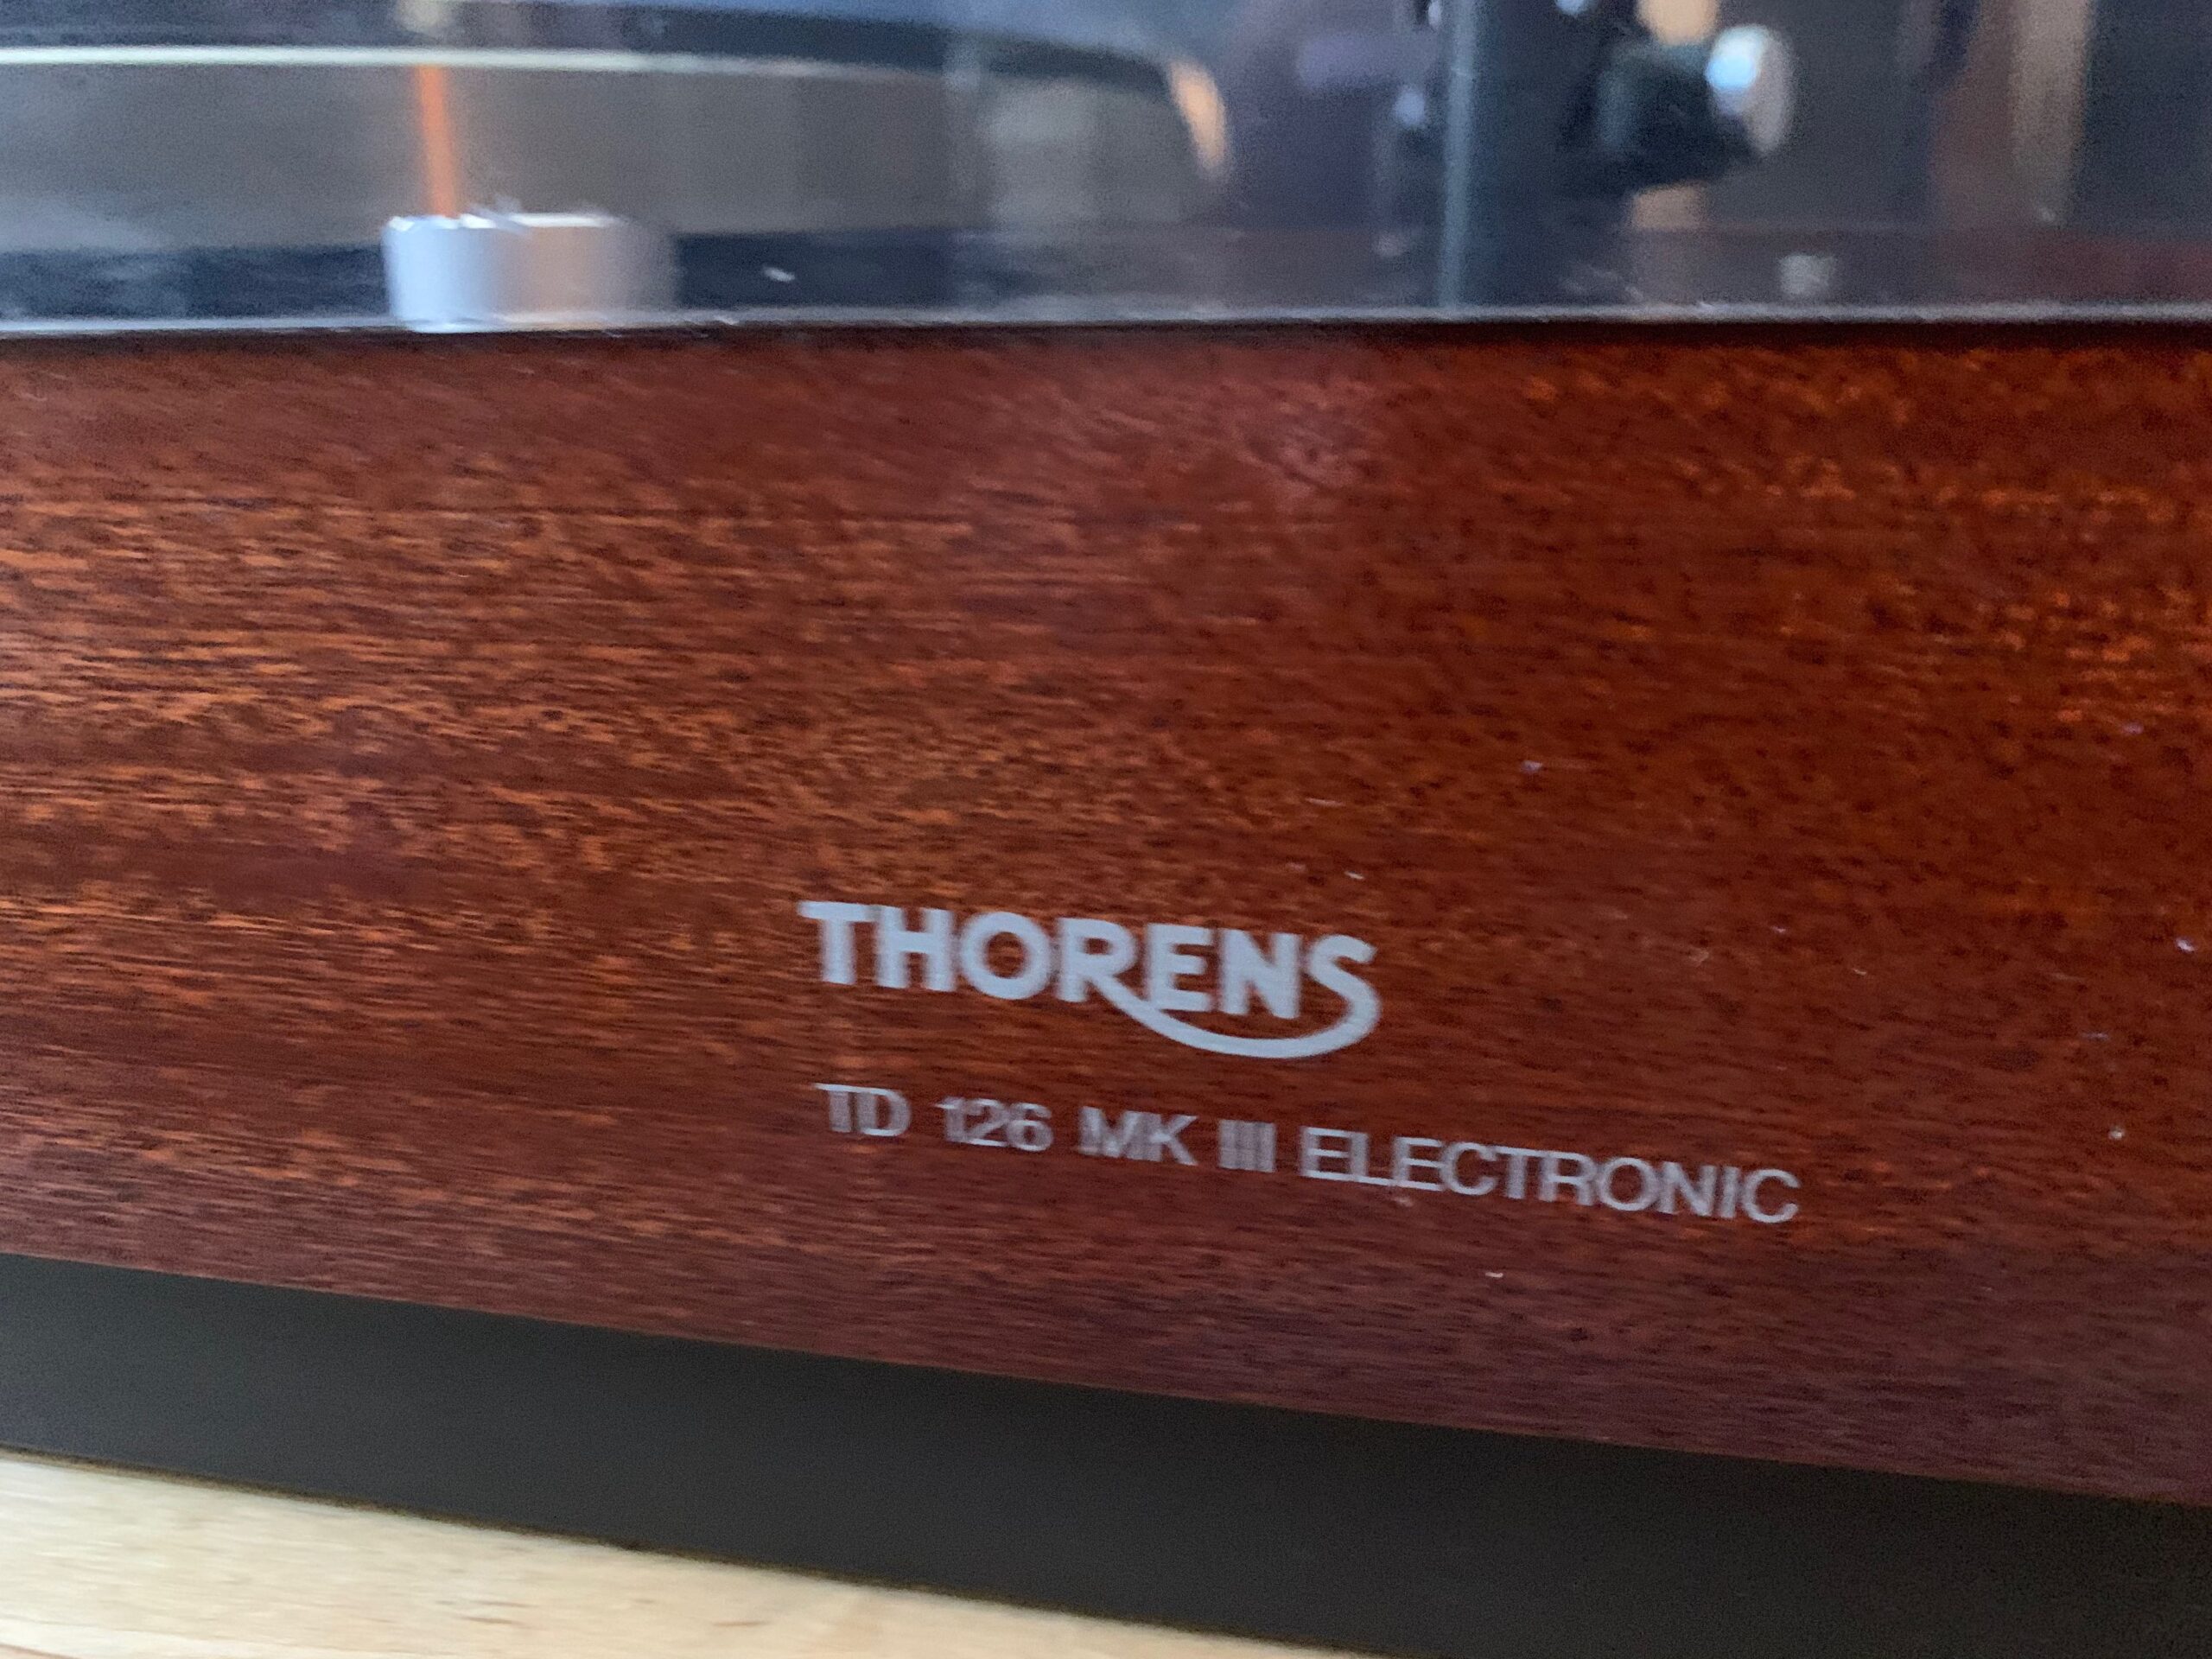 THORENS
TD 126 MK III ELECTRONIC